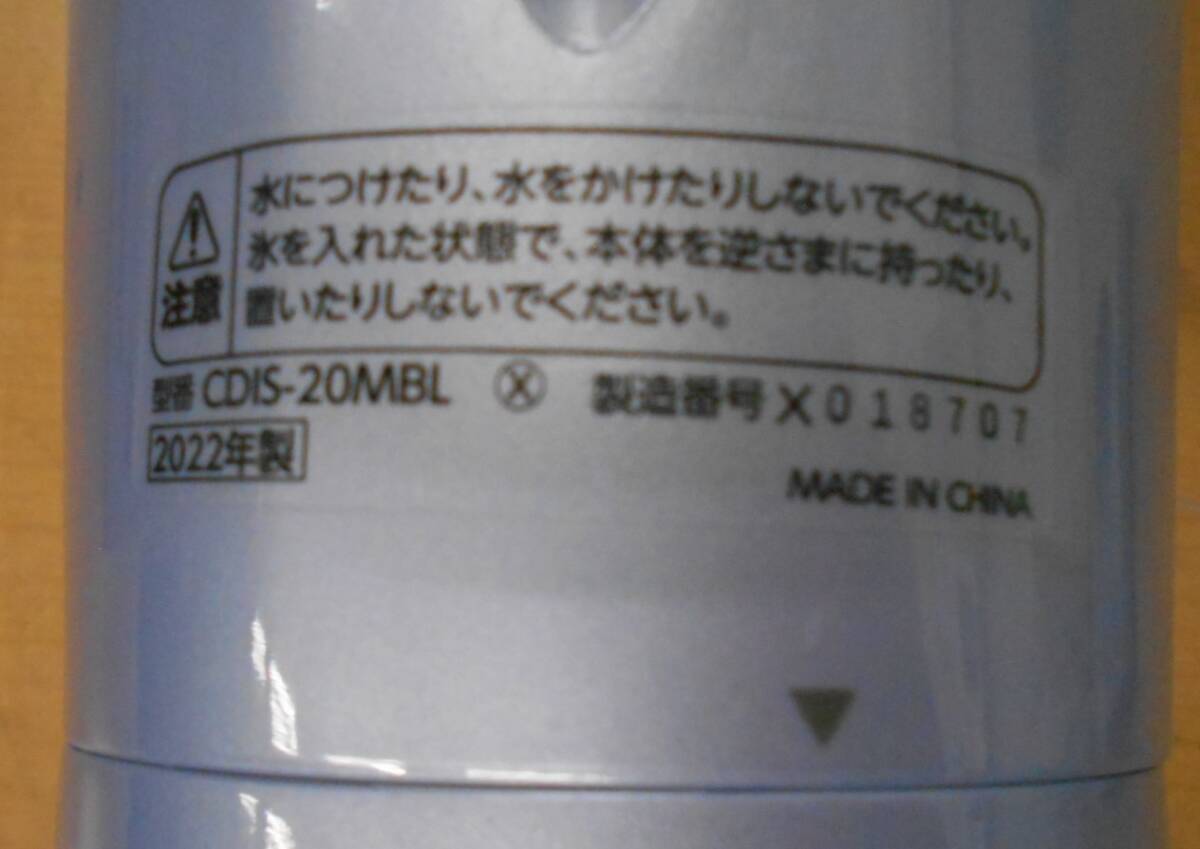 水につけたり、水をかけたりしないでください。
氷を入れた状態で、本体を逆さまに持ったり、
置いたりしないでください。
注意
型番 CDIS-20MBL Ⓧ 製造番号 X018707
2022年製
MADE IN CHINA